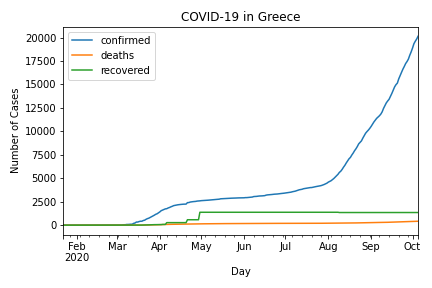 COVID-19 in Greece
confirmed
deaths
recovered
20000
17500
15000
12500
10000
7500
5000
2500
0
Number of Cases
Feb Mar Apr May Jun Jul Aug Sep Oct
2020
Day